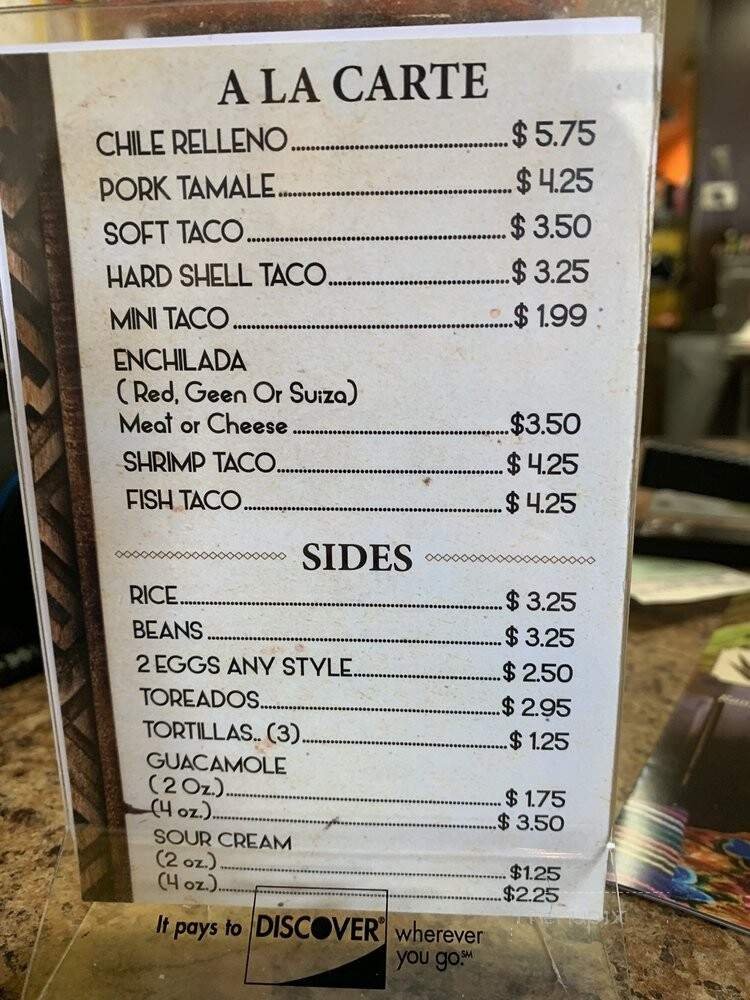 A LA CARTE
CHILE RELLENO $ 5.75
PORK TAMALE $ 4.25
SOFT TACO $ 3.50
HARD SHELL TACO $ 3.25
MINI TACO $ 1.99
ENCHILADA
( Red, Geen Or Suiza)
Meat or Cheese $3.50
SHRIMP TACO $ 4.25
FISH TACO $ 4.25
SIDES
RICE $ 3.25
BEANS $ 3.25
2 EGGS ANY STYLE $ 2.50
TOREADOS $ 2.95
TORTILLAS.. (3) $ 1.25
GUACAMOLE
(2 Oz.) $ 1.75
(4 oz.) $ 3.50
SOUR CREAM
(2 oz.) $1.25
(4 oz.) $2.25
It pays to DISCOVER® wherever
you go.SM